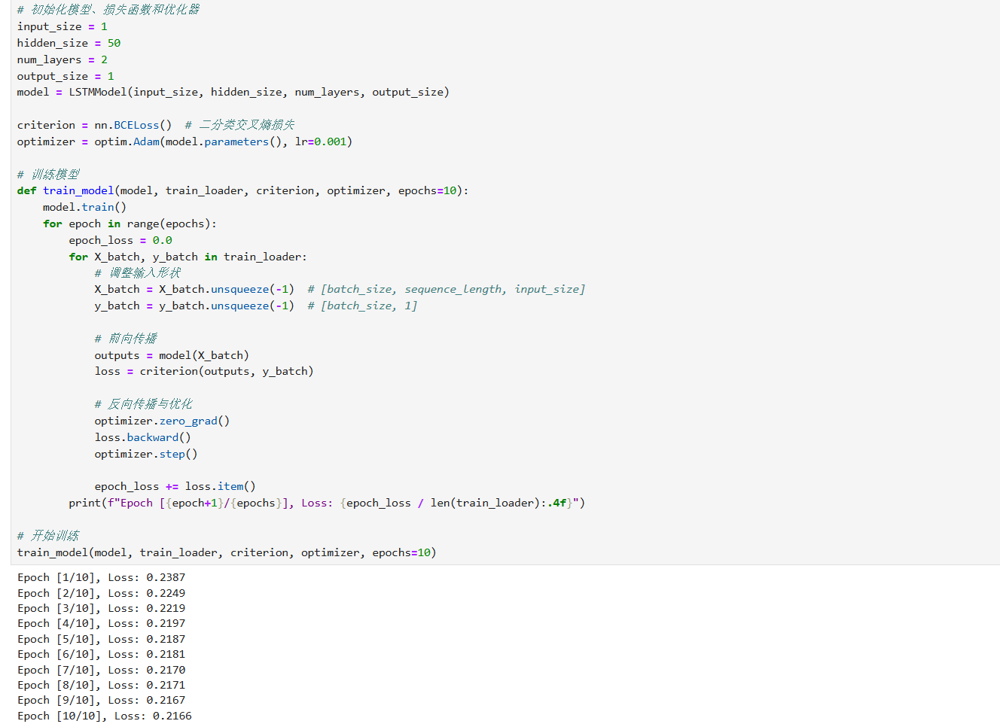 # 初始化模型、损失函数和优化器
input_size = 1
hidden_size = 50
num_layers = 2
output_size = 1
model = LSTMModel(input_size, hidden_size, num_layers, output_size)
criterion = nn.BCELoss()  # 二分类交叉熵损失
optimizer = optim.Adam(model.parameters(), lr=0.001)
# 训练模型
def train_model(model, train_loader, criterion, optimizer, epochs=10):
    model.train()
    for epoch in range(epochs):
        epoch_loss = 0.0
        for X_batch, y_batch in train_loader:
            # 调整输入形状
            X_batch = X_batch.unsqueeze(-1)  # [batch_size, sequence_length, input_size]
            y_batch = y_batch.unsqueeze(-1)  # [batch_size, 1]
            # 前向传播
            outputs = model(X_batch)
            loss = criterion(outputs, y_batch)
            # 反向传播与优化
            optimizer.zero_grad()
            loss.backward()
            optimizer.step()
            epoch_loss += loss.item()
        print(f"Epoch [{epoch+1}/{epochs}], Loss: {epoch_loss / len(train_loader):.4f}")
# 开始训练
train_model(model, train_loader, criterion, optimizer, epochs=10)
Epoch [1/10], Loss: 0.2387
Epoch [2/10], Loss: 0.2249
Epoch [3/10], Loss: 0.2219
Epoch [4/10], Loss: 0.2197
Epoch [5/10], Loss: 0.2187
Epoch [6/10], Loss: 0.2181
Epoch [7/10], Loss: 0.2170
Epoch [8/10], Loss: 0.2171
Epoch [9/10], Loss: 0.2167
Epoch [10/10], Loss: 0.2166